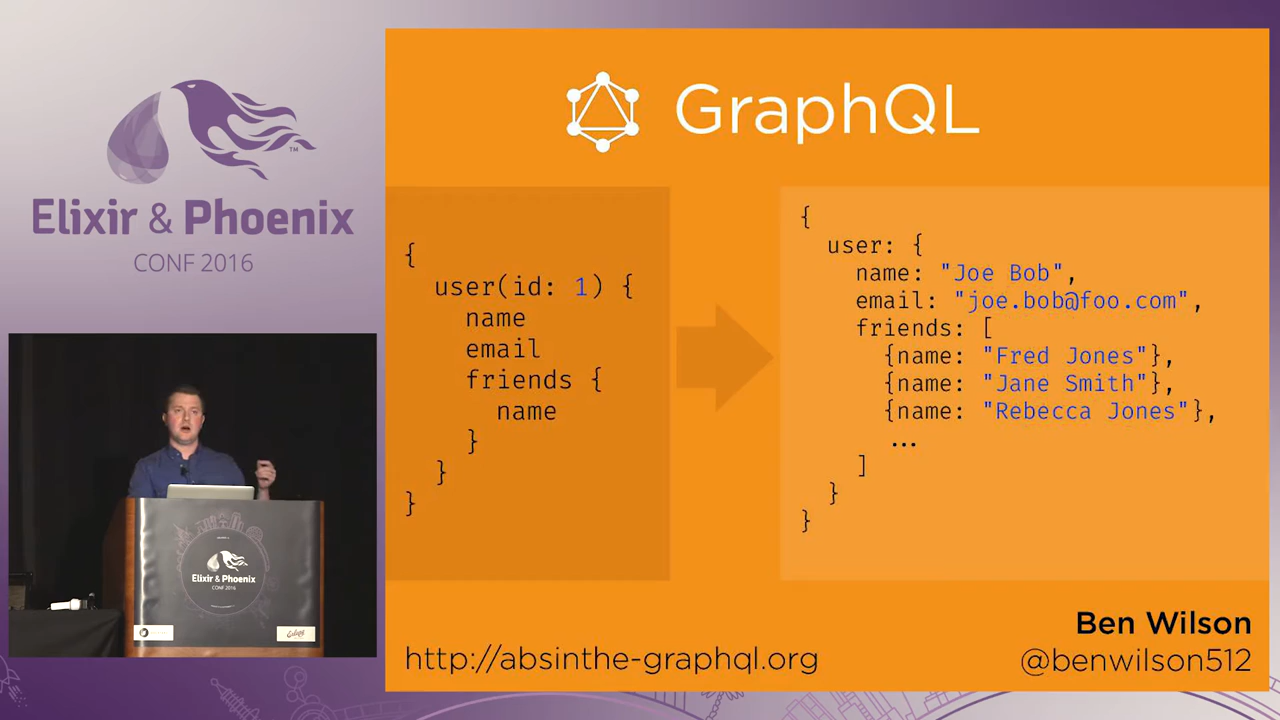 Elixir & Phoenix
™
CONF 2016
GraphQL
{
  user(id: 1) {
    name
    email
    friends {
      name
    }
  }
}
{
  user: {
    name: "Joe Bob",
    email: "joe.bob@foo.com",
    friends: [
      {name: "Fred Jones"},
      {name: "Jane Smith"},
      {name: "Rebecca Jones"},
      ...
    ]
  }
}
Elixir & Phoenix
CONF 2016
http://absinthe-graphql.org
Ben Wilson
@benwilson512